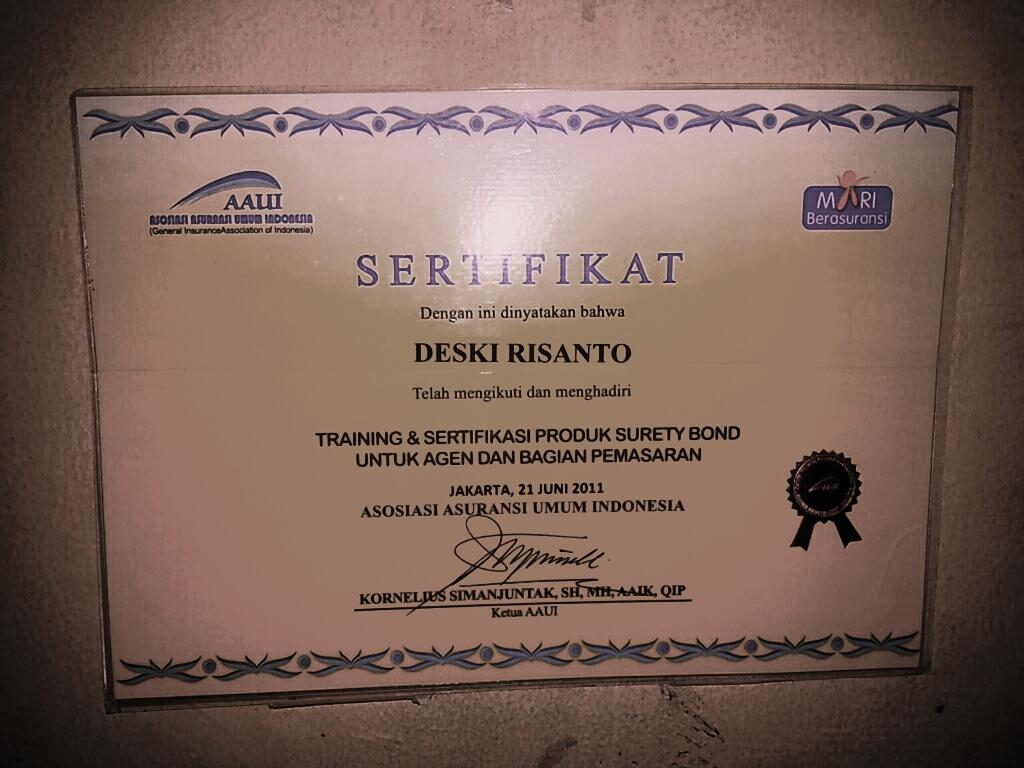 AAUI
ASOSIASI ASURANSI UMUM INDONESIA
(General InsuranceAssociation of Indonesia)
MARI
Berasuransi
SERTIFIKAT
Dengan ini dinyatakan bahwa
DESKI RISANTO
Telah mengikuti dan menghadiri
TRAINING & SERTIFIKASI PRODUK SURETY BOND
UNTUK AGEN DAN BAGIAN PEMASARAN
JAKARTA, 21 JUNI 2011
ASOSIASI ASURANSI UMUM INDONESIA
KORNELIUS SIMANJUNTAK, SH, MH, AAIK, QIP
Ketua AAUI
AAUI